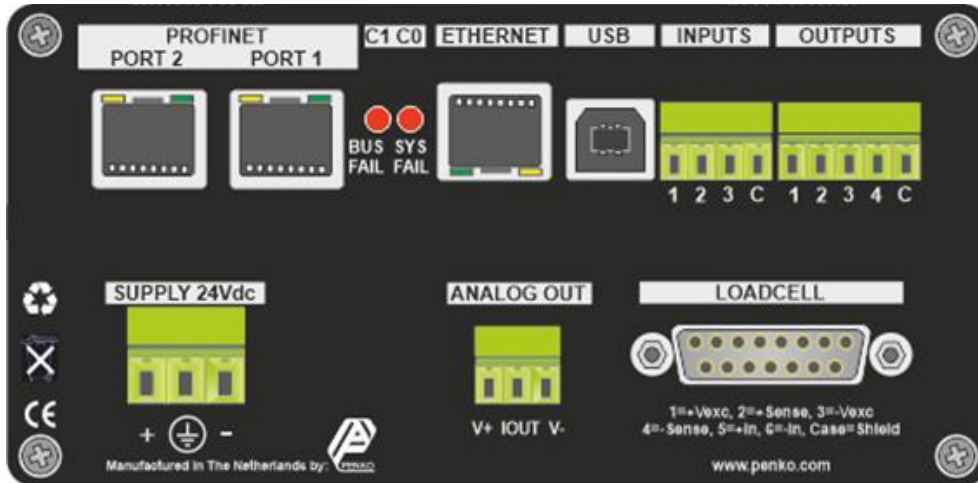 PROFINET
PORT 2 PORT 1
C1 C0
ETHERNET
USB
INPUTS
OUTPUTS
BUS SYS
FAIL FAIL
1 2 3 C
1 2 3 4 C
SUPPLY 24Vdc
ANALOG OUT
LOADCELL
1=+Vexc, 2=+Sense, 3=-Vexc
4=-Sense, 5=+In, 6=-In, Case=Shield
+ -
V+ IOUT V-
CE
Manufactured In The Netherlands by:
PENKO
www.penko.com